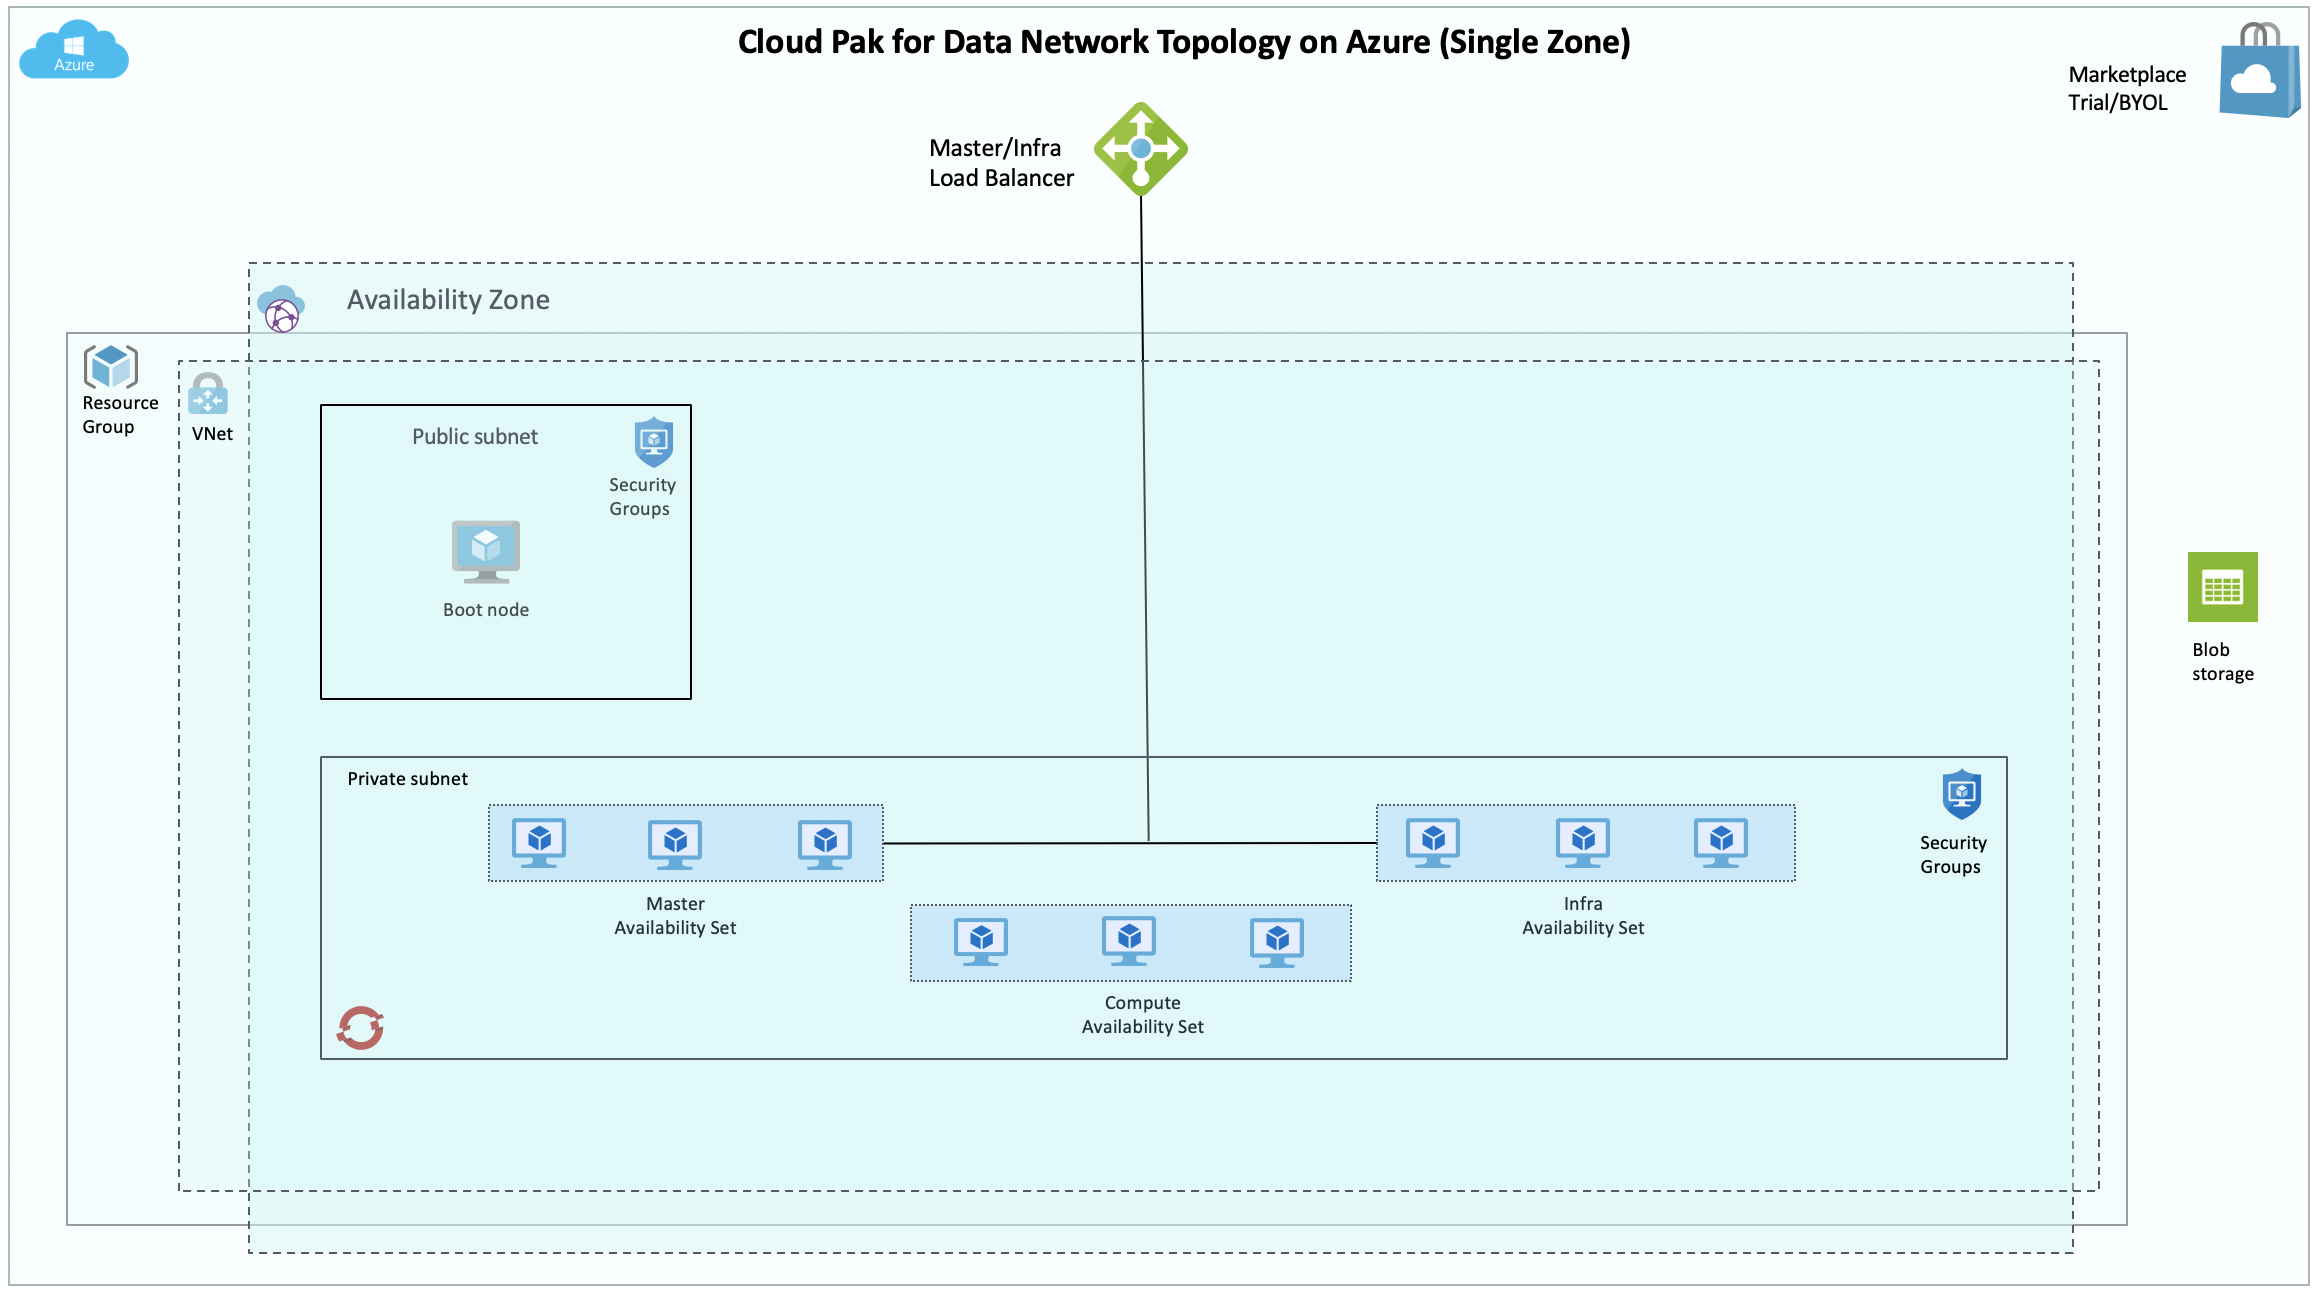 Cloud Pak for Data Network Topology on Azure (Single Zone)
Azure
Marketplace
Trial/BYOL
Master/Infra
Load Balancer
Availability Zone
Resource
Group
VNet
Public subnet
Security
Groups
Boot node
Blob
storage
Private subnet
Security
Groups
Master
Availability Set
Infra
Availability Set
Compute
Availability Set